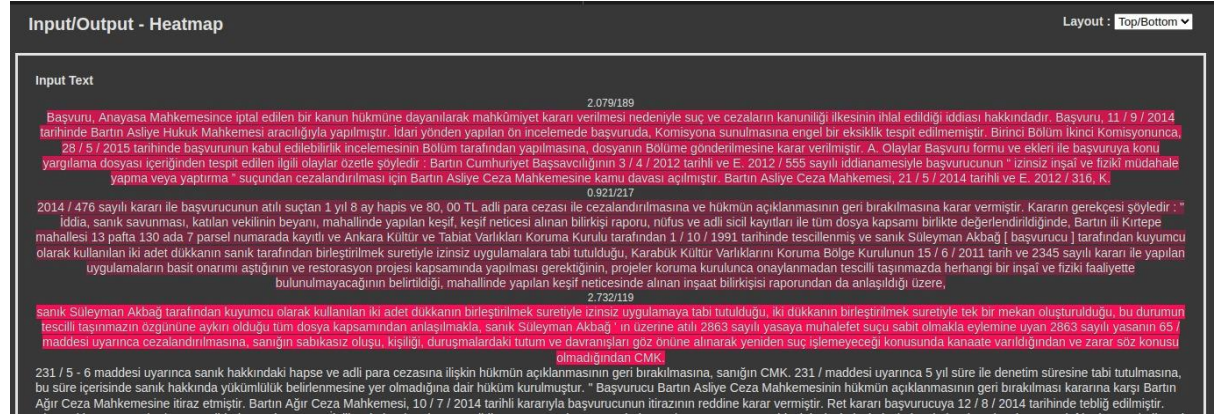 Input/Output - Heatmap
Layout : Top/Bottom
Input Text
2.079/189
Başvuru, Anayasa Mahkemesince iptal edilen bir kanun hükmüne dayanılarak mahkûmiyet kararı verilmesi nedeniyle suç ve cezaların kanuniliği ilkesinin ihlal edildiği iddiası hakkındadır. Başvuru, 11 / 9 / 2014
tarihinde Bartın Asliye Hukuk Mahkemesi aracılığıyla yapılmıştır. İdari yönden yapılan ön incelemede başvuruda, Komisyona sunulmasına engel bir eksiklik tespit edilmemiştir. Birinci Bölüm İkinci Komisyonunca,
28 / 5 / 2015 tarihinde başvurunun kabul edilebilirlik incelemesinin Bölüm tarafından yapılmasına, dosyanın Bölüme gönderilmesine karar verilmiştir. A. Olaylar Başvuru formu ve ekleri ile başvuruya konu
yargılama dosyası içeriğinden tespit edilen ilgili olaylar özetle şöyledir : Bartın Cumhuriyet Başsavcılığının 3 / 4 / 2012 tarihli ve E. 2012 / 555 sayılı iddianamesiyle başvurucunun " izinsiz inşaî ve fizikî müdahale
yapma veya yaptırma " suçundan cezalandırılması için Bartın Asliye Ceza Mahkemesine kamu davası açılmıştır. Bartın Asliye Ceza Mahkemesi, 21 / 5 / 2014 tarihli ve E. 2012 / 316, K.
0.921/217
2014 / 476 sayılı kararı ile başvurucunun atılı suçtan 1 yıl 8 ay hapis ve 80, 00 TL adli para cezası ile cezalandırılmasına ve hükmün açıklanmasının geri bırakılmasına karar vermiştir. Kararın gerekçesi şöyledir : "
İddia, sanık savunması, katılan vekilinin beyanı, mahallinde yapılan keşif, keşif neticesi alınan bilirkişi raporu, nüfus ve adli sicil kayıtları ile tüm dosya kapsamı birlikte değerlendirildiğinde, Bartın ili Kırtepe
mahallesi 13 pafta 130 ada 7 parsel numarada kayıtlı ve Ankara Kültür ve Tabiat Varlıkları Koruma Kurulu tarafından 1 / 10 / 1991 tarihinde tescillenmiş ve sanık Süleyman Akbağ [ başvurucu ] tarafından kuyumcu
olarak kullanılan iki adet dükkanın sanık tarafından birleştirilmek suretiyle izinsiz uygulamalara tabi tutulduğu, Karabük Kültür Varlıklarını Koruma Bölge Kurulunun 15 / 6 / 2011 tarih ve 2345 sayılı kararı ile yapılan
uygulamaların basit onarımı aştığının ve restorasyon projesi kapsamında yapılması gerektiğinin, projeler koruma kurulunca onaylanmadan tescilli taşınmazda herhangi bir inşaî ve fiziki faaliyette
bulunulmayacağının belirtildiği, mahallinde yapılan keşif neticesinde alınan inşaat bilirkişisi raporundan da anlaşıldığı üzere,
2.732/119
sanık Süleyman Akbağ tarafından kuyumcu olarak kullanılan iki adet dükkanın birleştirilmek suretiyle izinsiz uygulamaya tabi tutulduğu, iki dükkanın birleştirilmek suretiyle tek bir mekan oluşturulduğu, bu durumun
tescilli taşınmazın özgününe aykırı olduğu tüm dosya kapsamından anlaşılmakla, sanık Süleyman Akbağ ' ın üzerine atılı 2863 sayılı yasaya muhalefet suçu sabit olmakla eylemine uyan 2863 sayılı yasanın 65 /
maddesi uyarınca cezalandırılmasına, sanığın sabıkasız oluşu, kişiliği, duruşmalardaki tutum ve davranışları göz önüne alınarak yeniden suç işlemeyeceği konusunda kanaate varıldığından ve zarar söz konusu
olmadığından CMK.
231 / 5 - 6 maddesi uyarınca sanık hakkındaki hapse ve adli para cezasına ilişkin hükmün açıklanmasının geri bırakılmasına, sanığın CMK. 231 / maddesi uyarınca 5 yıl süre ile denetim süresine tabi tutulmasına,
bu süre içerisinde sanık hakkında yükümlülük belirlenmesine yer olmadığına dair hüküm kurulmuştur. " Başvurucu Bartın Asliye Ceza Mahkemesinin hükmün açıklanmasının geri bırakılması kararına karşı Bartın
Ağır Ceza Mahkemesine itiraz etmiştir. Bartın Ağır Ceza Mahkemesi, 10 / 7 / 2014 tarihli kararıyla başvurucunun itirazının reddine karar vermiştir. Ret kararı başvurucuya 12 / 8 / 2014 tarihinde tebliğ edilmiştir.